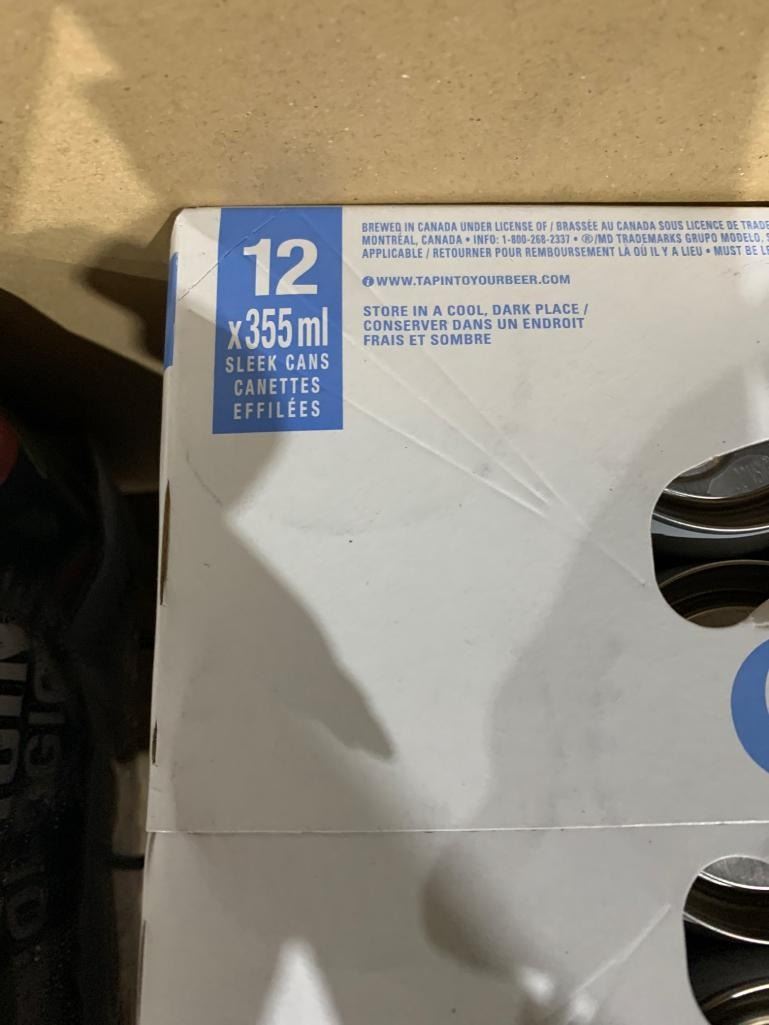 12
x355ml
SLEEK CANS
CANETTES
EFFILÉES
BREWED IN CANADA UNDER LICENSE OF / BRASSÉE AU CANADA SOUS LICENCE DE
MONTRÉAL, CANADA • INFO: 1-800-268-2337 • ®/MD TRADEMARKS GRUPO MODELO,
APPLICABLE / RETOURNER POUR REMBOURSEMENT LÀ OÙ IL Y A LIEU • MUST BE
WWW.TAPINTOYOURBEER.COM
STORE IN A COOL, DARK PLACE /
CONSERVER DANS UN ENDROIT
FRAIS ET SOMBRE